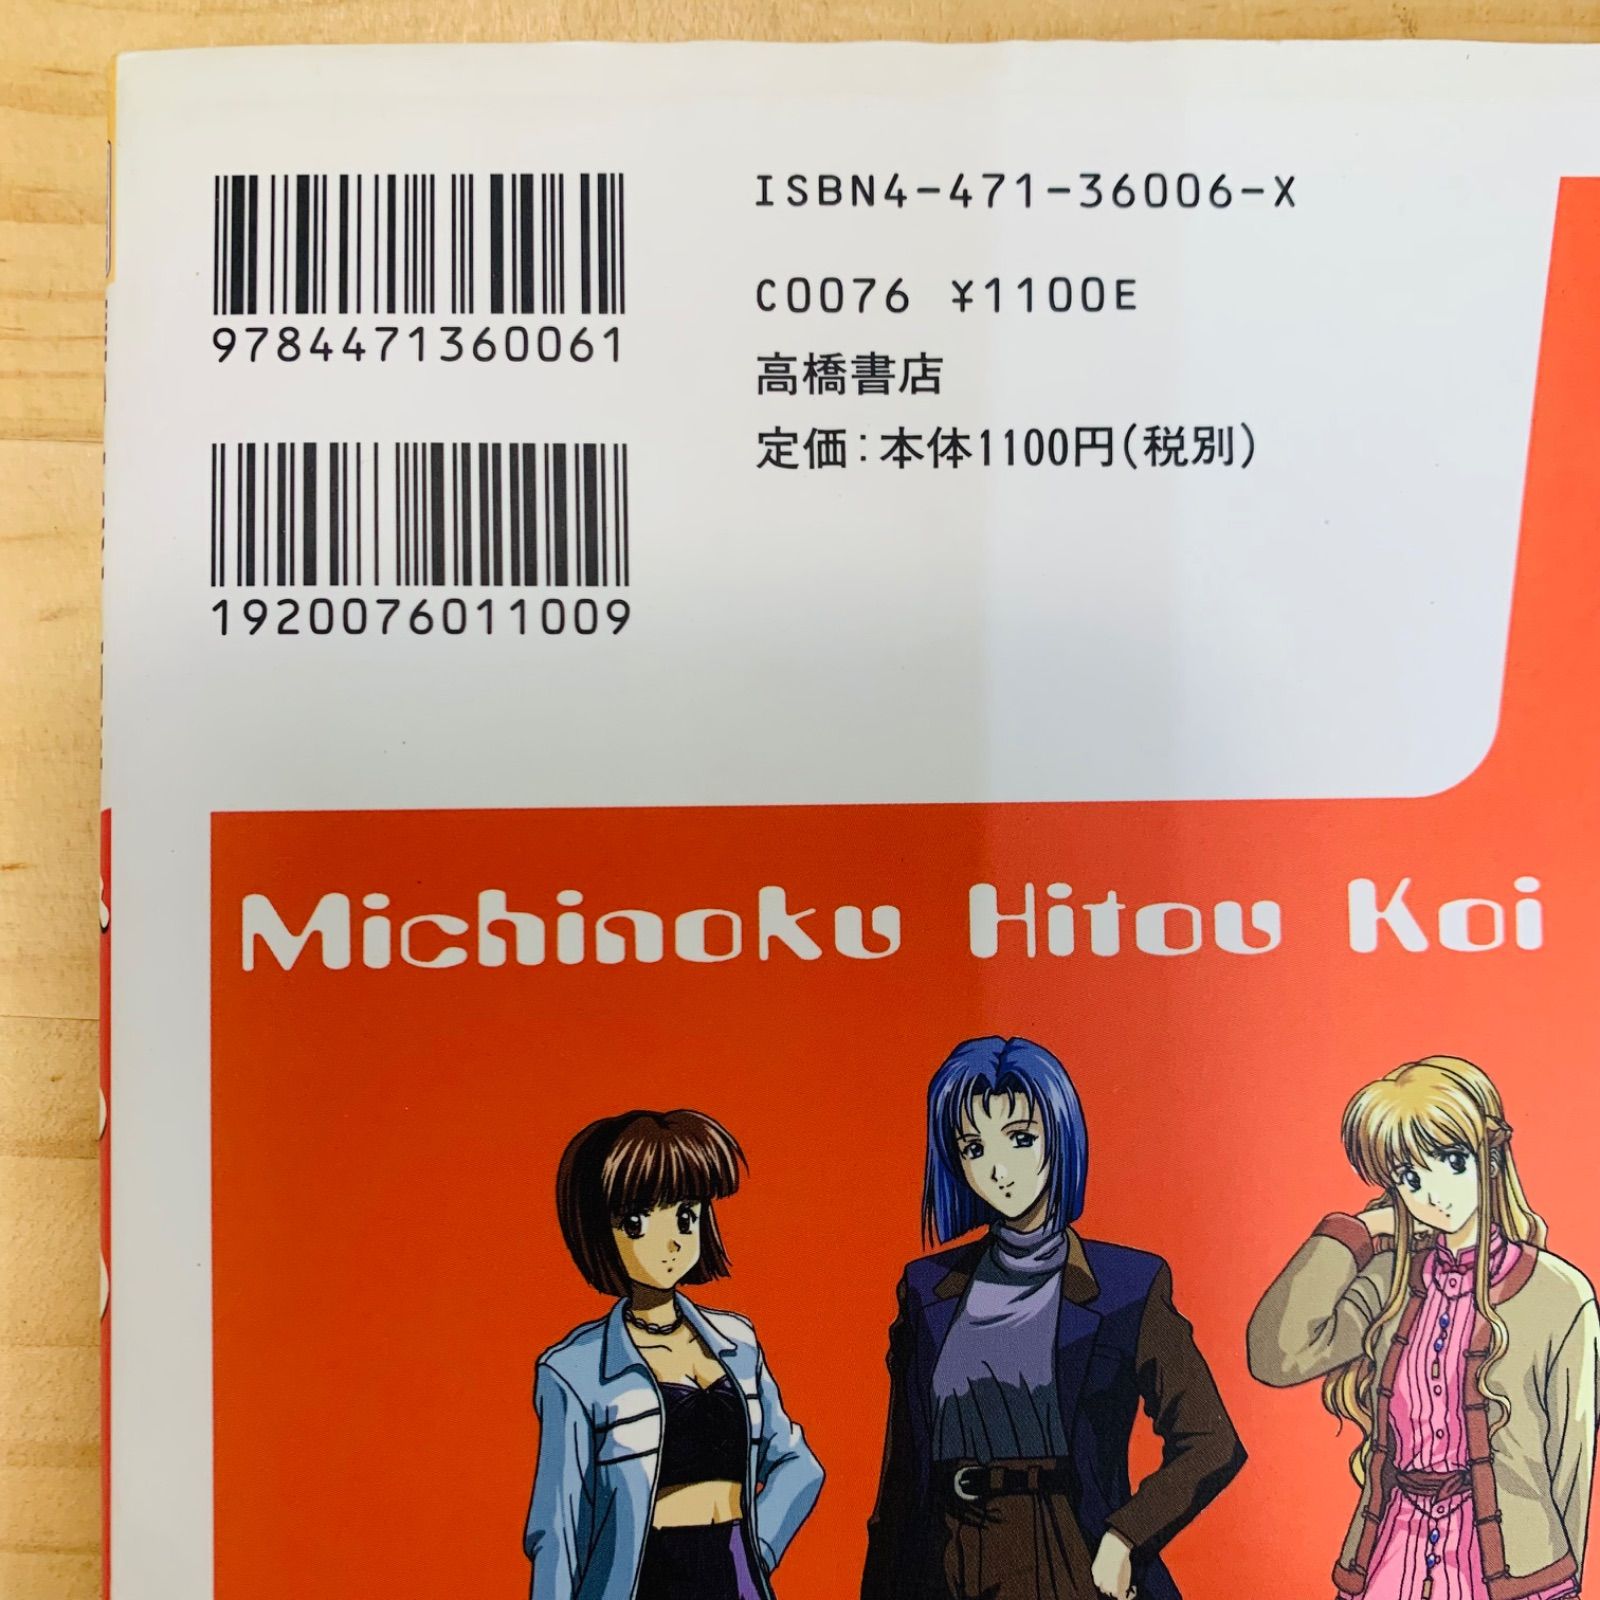 9784471360061
1920076011009
ISBN4-471-36006-X
C0076 ¥1100E
高橋書店
定価：本体1100円（税別）
Michinoku Hitou Koi